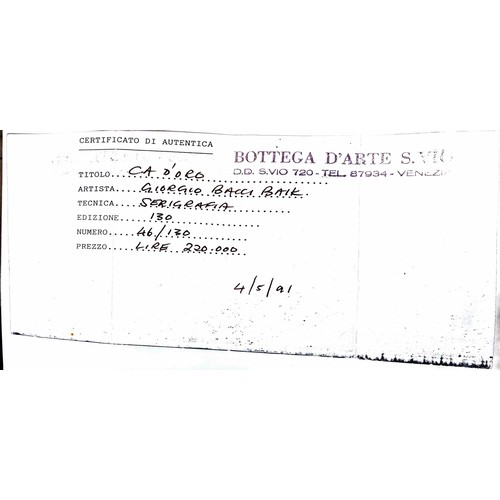 CERTIFICATO DI AUTENTICA
BOTTEGA D'ARTE S.VIO
D.D. S.VIO 720 - TEL. 87934 - VENEZI
TITOLO...CA D'ORO
ARTISTA...GIORGIO BACCI BAIK
TECNICA...SERIGRAFIA
EDIZIONE...130
NUMERO...46/130
PREZZO...LIRE 220.000
4/5/91